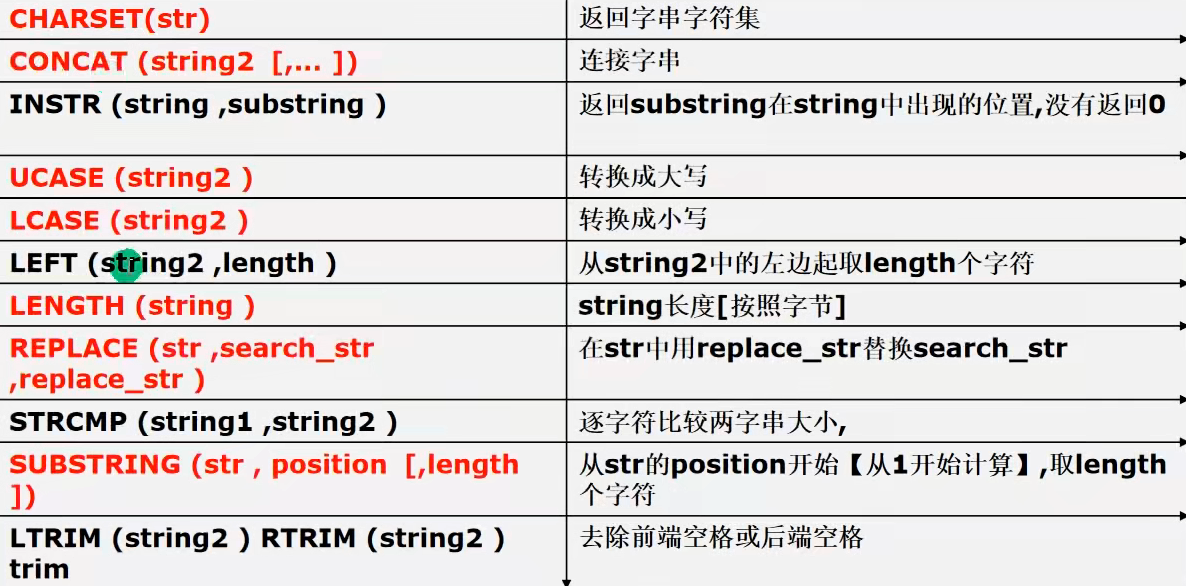 CHARSET(str)
返回字串字符集
CONCAT (string2  [,... ])
连接字串
INSTR (string ,substring )
返回substring在string中出现的位置,没有返回0
UCASE (string2 )
转换成大写
LCASE (string2 )
转换成小写
LEFT (string2 ,length )
从string2中的左边起取length个字符
LENGTH (string )
string长度[按照字节]
REPLACE (str ,search_str
,replace_str )
在str中用replace_str替换search_str
STRCMP (string1 ,string2 )
逐字符比较两字串大小,
SUBSTRING (str , position  [,length
])
从str的position开始【从1开始计算】,取length
个字符
LTRIM (string2 ) RTRIM (string2 )
trim
去除前端空格或后端空格